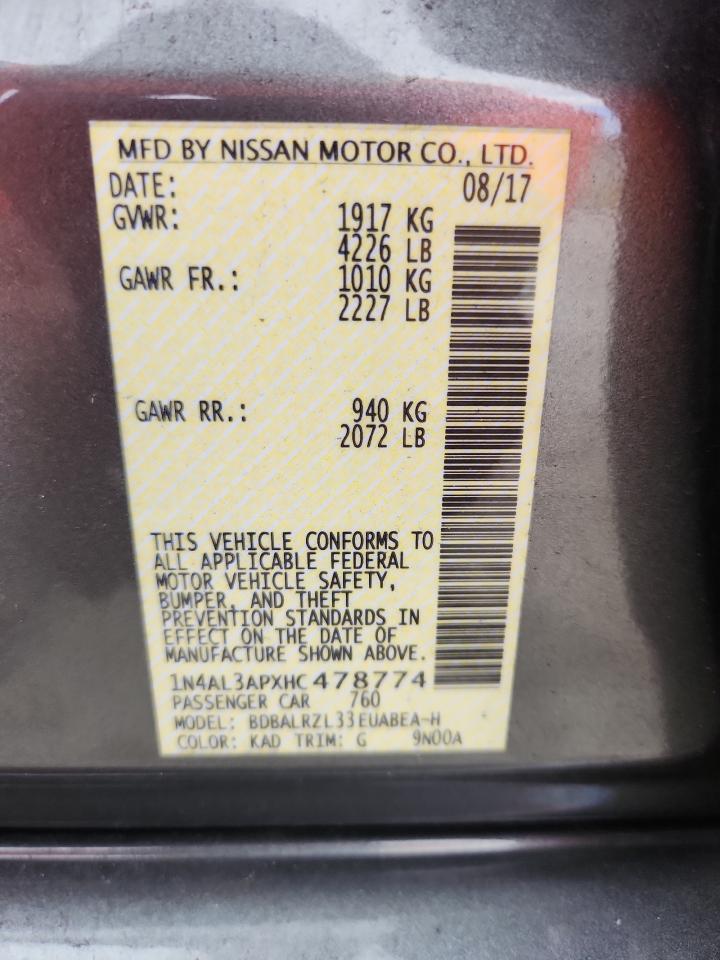 MFD BY NISSAN MOTOR CO., LTD.
DATE: 08/17
GVWR: 1917 KG
4226 LB
GAWR FR.: 1010 KG
2227 LB
GAWR RR.: 940 KG
2072 LB
THIS VEHICLE CONFORMS TO
ALL APPLICABLE FEDERAL
MOTOR VEHICLE SAFETY,
BUMPER, AND THEFT
PREVENTION STANDARDS IN
EFFECT ON THE DATE OF
MANUFACTURE SHOWN ABOVE.
1N4AL3APXHC478774
PASSENGER CAR 760
MODEL: BDBALRZL33EUABEA-H
COLOR: KAD TRIM: G 9N00A